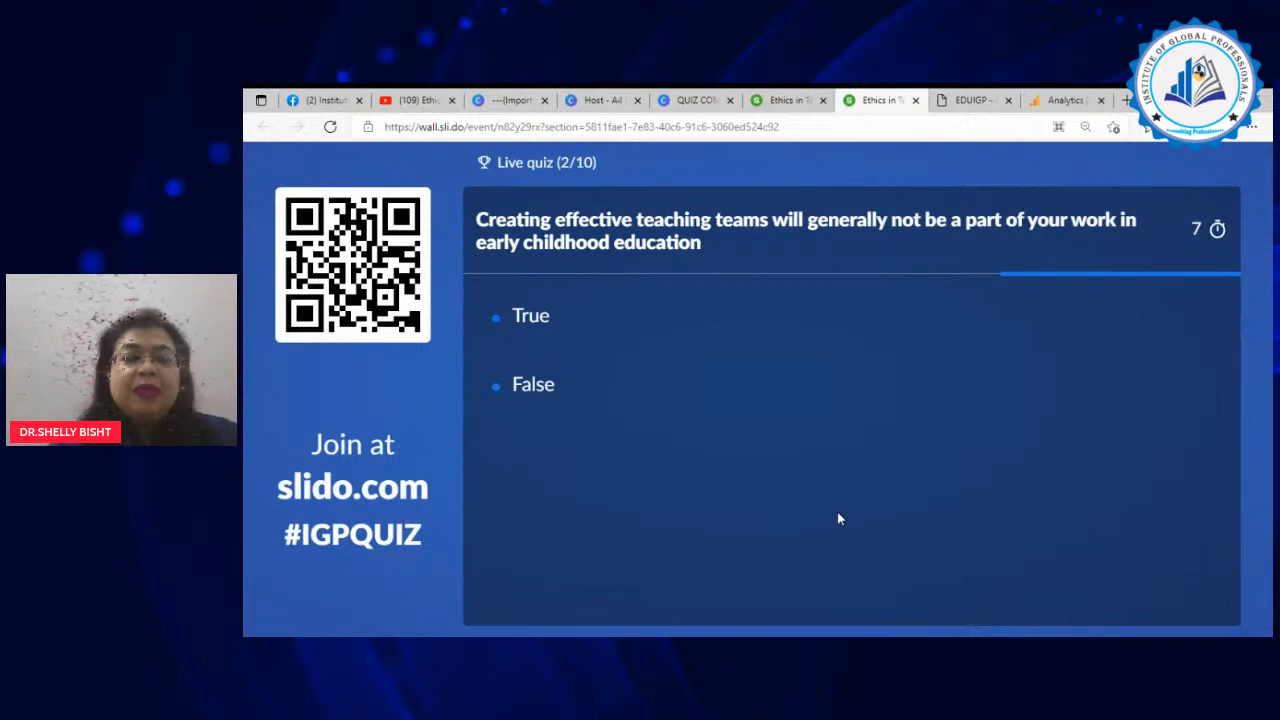 INSTITUTE OF GLOBAL PROFESSIONALS
Consulting Professionals
(2) Institut
(109) Ethic
---(Import
Host - A4
QUIZ COM
Ethics in Te
Ethics in Te
EDUIGP -
Analytics
https://wall.sli.do/event/n82y29rx?section=5811fae1-7e83-40c6-91c6-3060ed524c92
Live quiz (2/10)
Creating effective teaching teams will generally not be a part of your work in
early childhood education
7
True
False
Join at
slido.com
#IGPQUIZ
DR.SHELLY BISHT